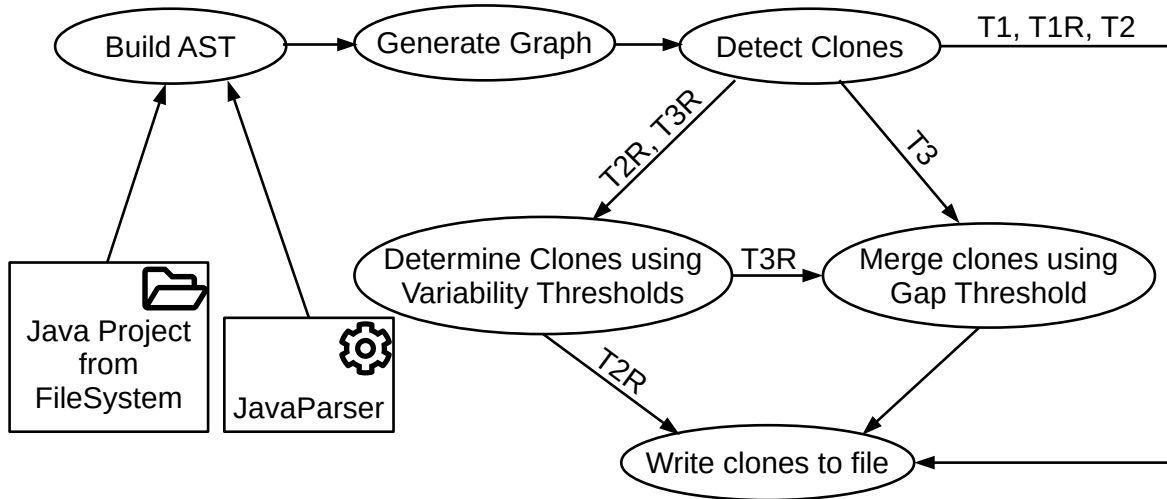 Build AST
Generate Graph
Detect Clones
T1, T1R, T2
T2R, T3R
T3
Determine Clones using
Variability Thresholds
T3R
Merge clones using
Gap Threshold
Java Project
from
FileSystem
JavaParser
T2R
Write clones to file